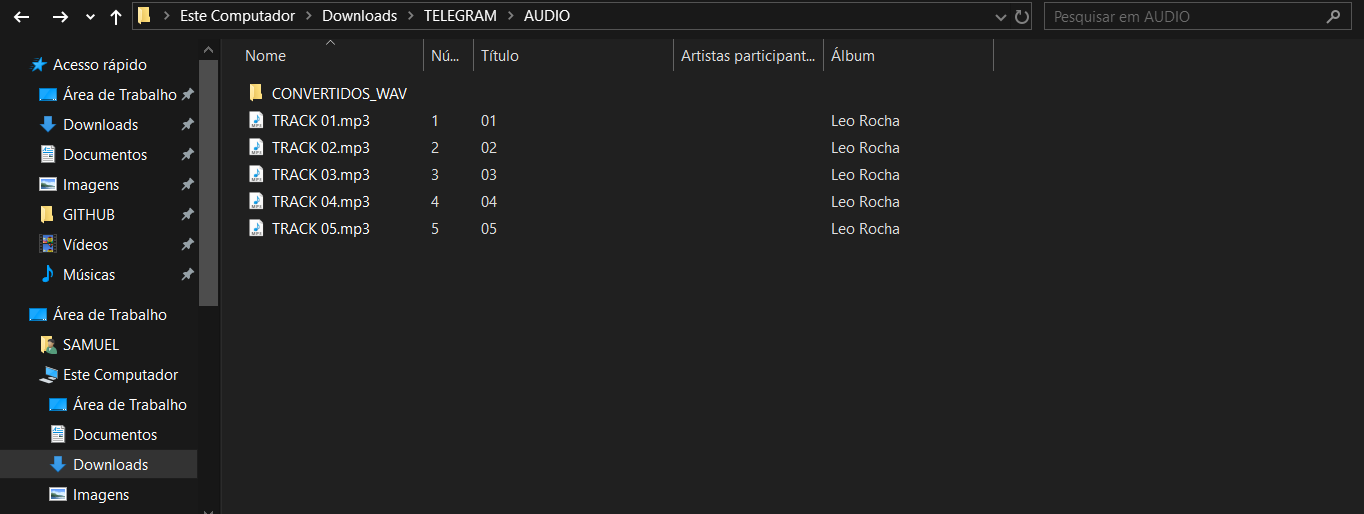 Este Computador > Downloads > TELEGRAM > AUDIO
Pesquisar em AUDIO
Acesso rápido
Área de Trabalho
Downloads
Documentos
Imagens
GITHUB
Vídeos
Músicas
Área de Trabalho
SAMUEL
Este Computador
Área de Trabalho
Documentos
Downloads
Imagens
Nome Nú... Título Artistas participant... Álbum
CONVERTIDOS_WAV
TRACK 01.mp3 1 01 Leo Rocha
TRACK 02.mp3 2 02 Leo Rocha
TRACK 03.mp3 3 03 Leo Rocha
TRACK 04.mp3 4 04 Leo Rocha
TRACK 05.mp3 5 05 Leo Rocha